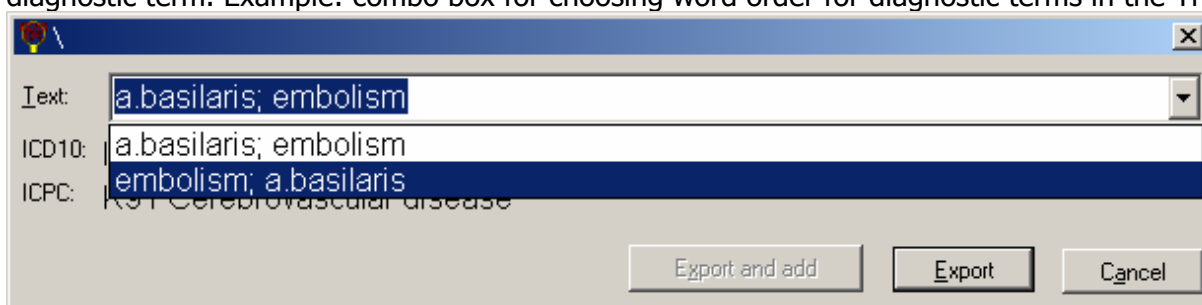 diagnostic term. Example: combo box for choosing word order for diagnostic terms in the
\
Text: a.basilaris; embolism
a.basilaris; embolism
ICD10:
embolism; a.basilaris
ICPC: K91 Cerebrovascular disease
Export and add Export Cancel